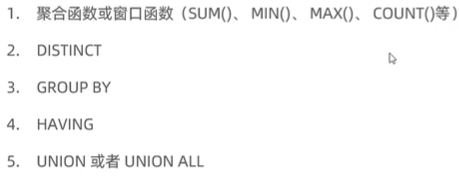 1. 聚合函数或窗口函数（SUM()、 MIN()、 MAX()、 COUNT()等）
2. DISTINCT
3. GROUP BY
4. HAVING
5. UNION 或者 UNION ALL